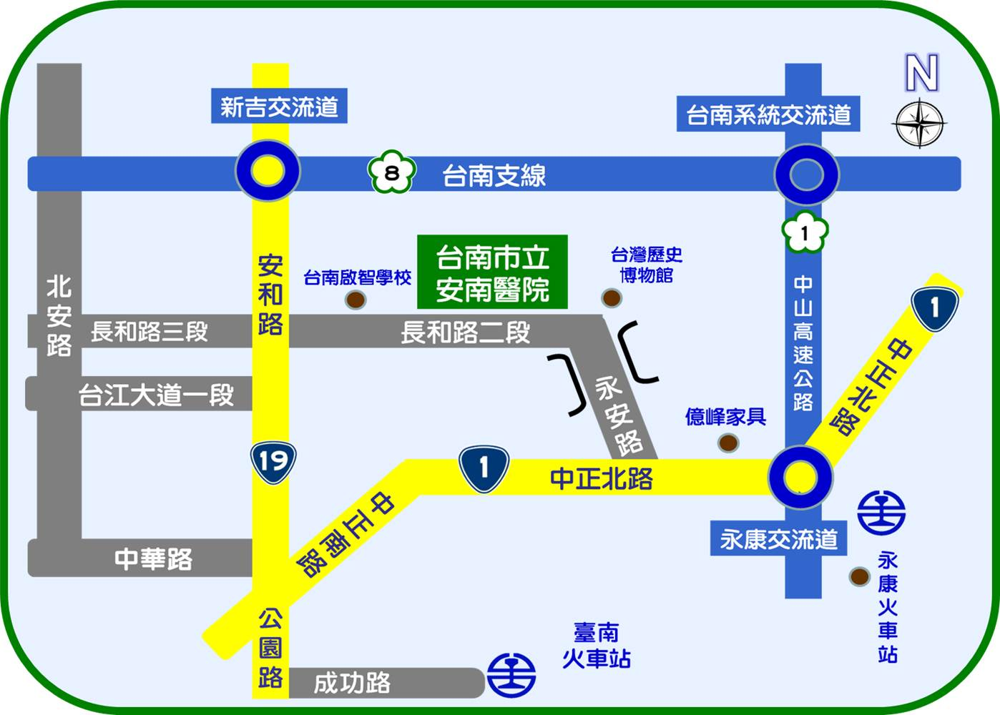 N
新吉交流道
台南系統交流道
8
台南支線
1
台南市立
安南醫院
台灣歷史
博物館
台南啟智學校
安和路
北安路
中山高速公路
1
長和路三段
長和路二段
中正北路
永安路
台江大道一段
億峰家具
19
1
中正北路
中正南路
永康交流道
中華路
永康火車站
公園路
臺南
火車站
成功路